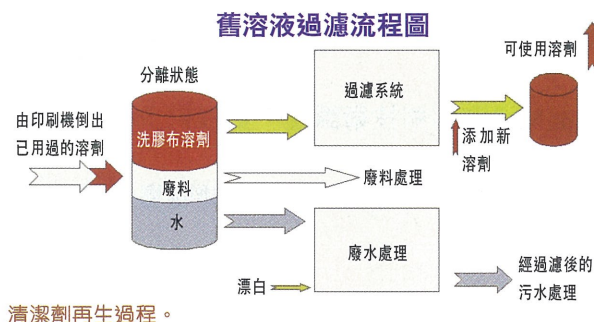 舊溶液過濾流程圖
分離狀態
由印刷機倒出
已用過的溶劑
洗膠布溶劑
廢料
水
過濾系統
可使用溶劑
添加新
溶劑
廢料處理
廢水處理
漂白
經過濾後的
污水處理
清潔劑再生過程。